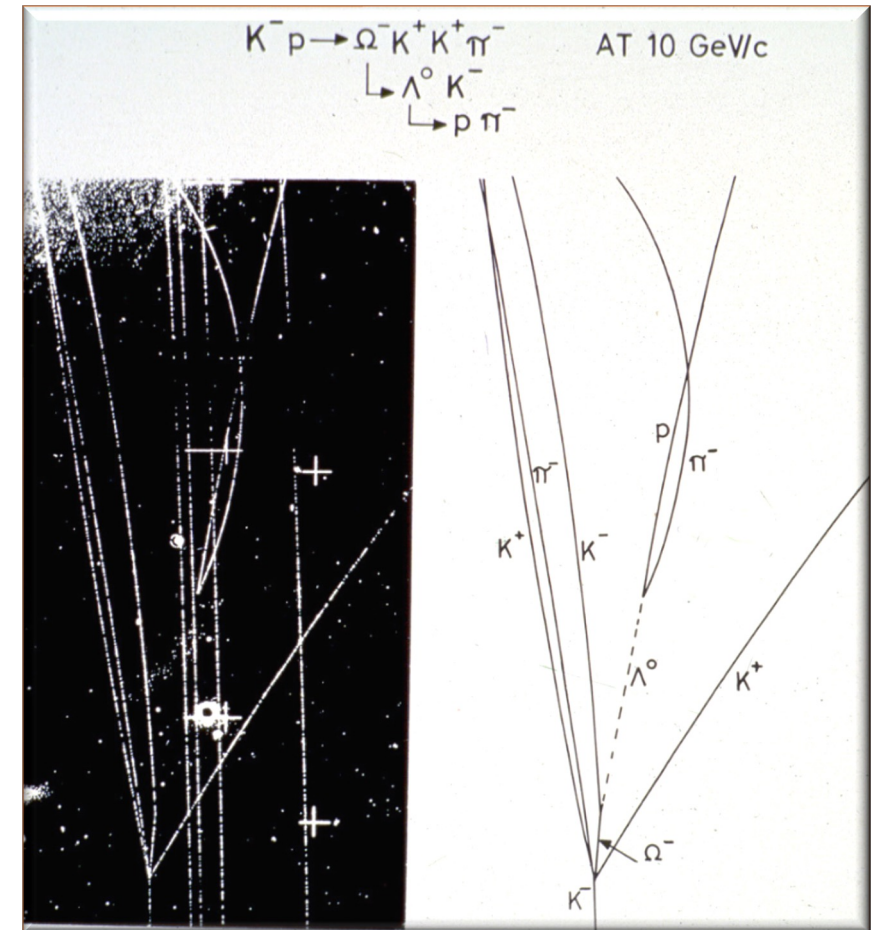 K⁻ p → Ω⁻ K⁺ K⁺ π⁻ AT 10 GeV/c
↳ Λ° K⁻
↳ p π⁻
p
π⁻
π⁻
K⁺
K⁻
Λ°
K⁺
Ω⁻
K⁻